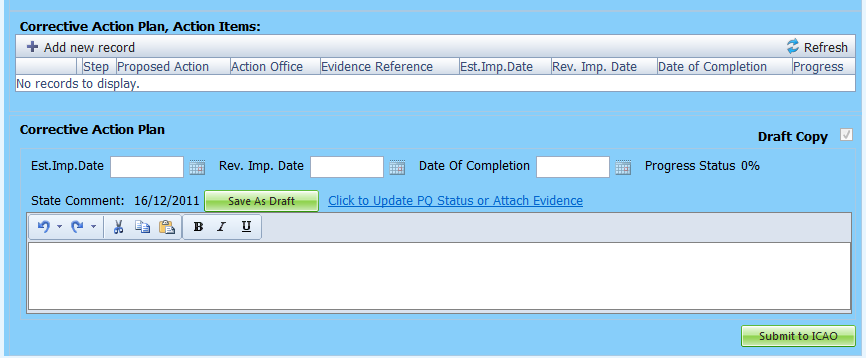 Corrective Action Plan, Action Items:
Add new record Refresh
Step Proposed Action Action Office Evidence Reference Est.Imp.Date Rev. Imp. Date Date of Completion Progress
No records to display.
Corrective Action Plan
Draft Copy
Est.Imp.Date Rev. Imp. Date Date Of Completion Progress Status 0%
State Comment: 16/12/2011 Save As Draft Click to Update PQ Status or Attach Evidence
B I U
Submit to ICAO